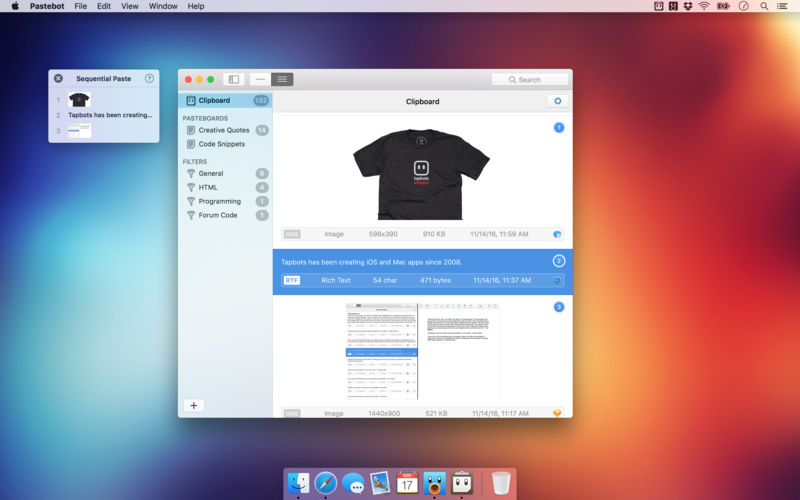 Pastebot File Edit View Window Help
Sequential Paste ?
1
2 Tapbots has been creating...
3
Search
Clipboard 132
Clipboard
PASTEBOARDS
Creative Quotes 14
Code Snippets
FILTERS
General 6
HTML 4
Programming 1
Forum Code 1
1
tapbots
IMG Image 598x390 910 KB 11/14/16, 11:59 AM
Tapbots has been creating iOS and Mac apps since 2008. 2
RTF Rich Text 54 char 471 bytes 11/14/16, 11:37 AM
3
IMG Image 1440x900 521 KB 11/14/16, 11:17 AM
+
17